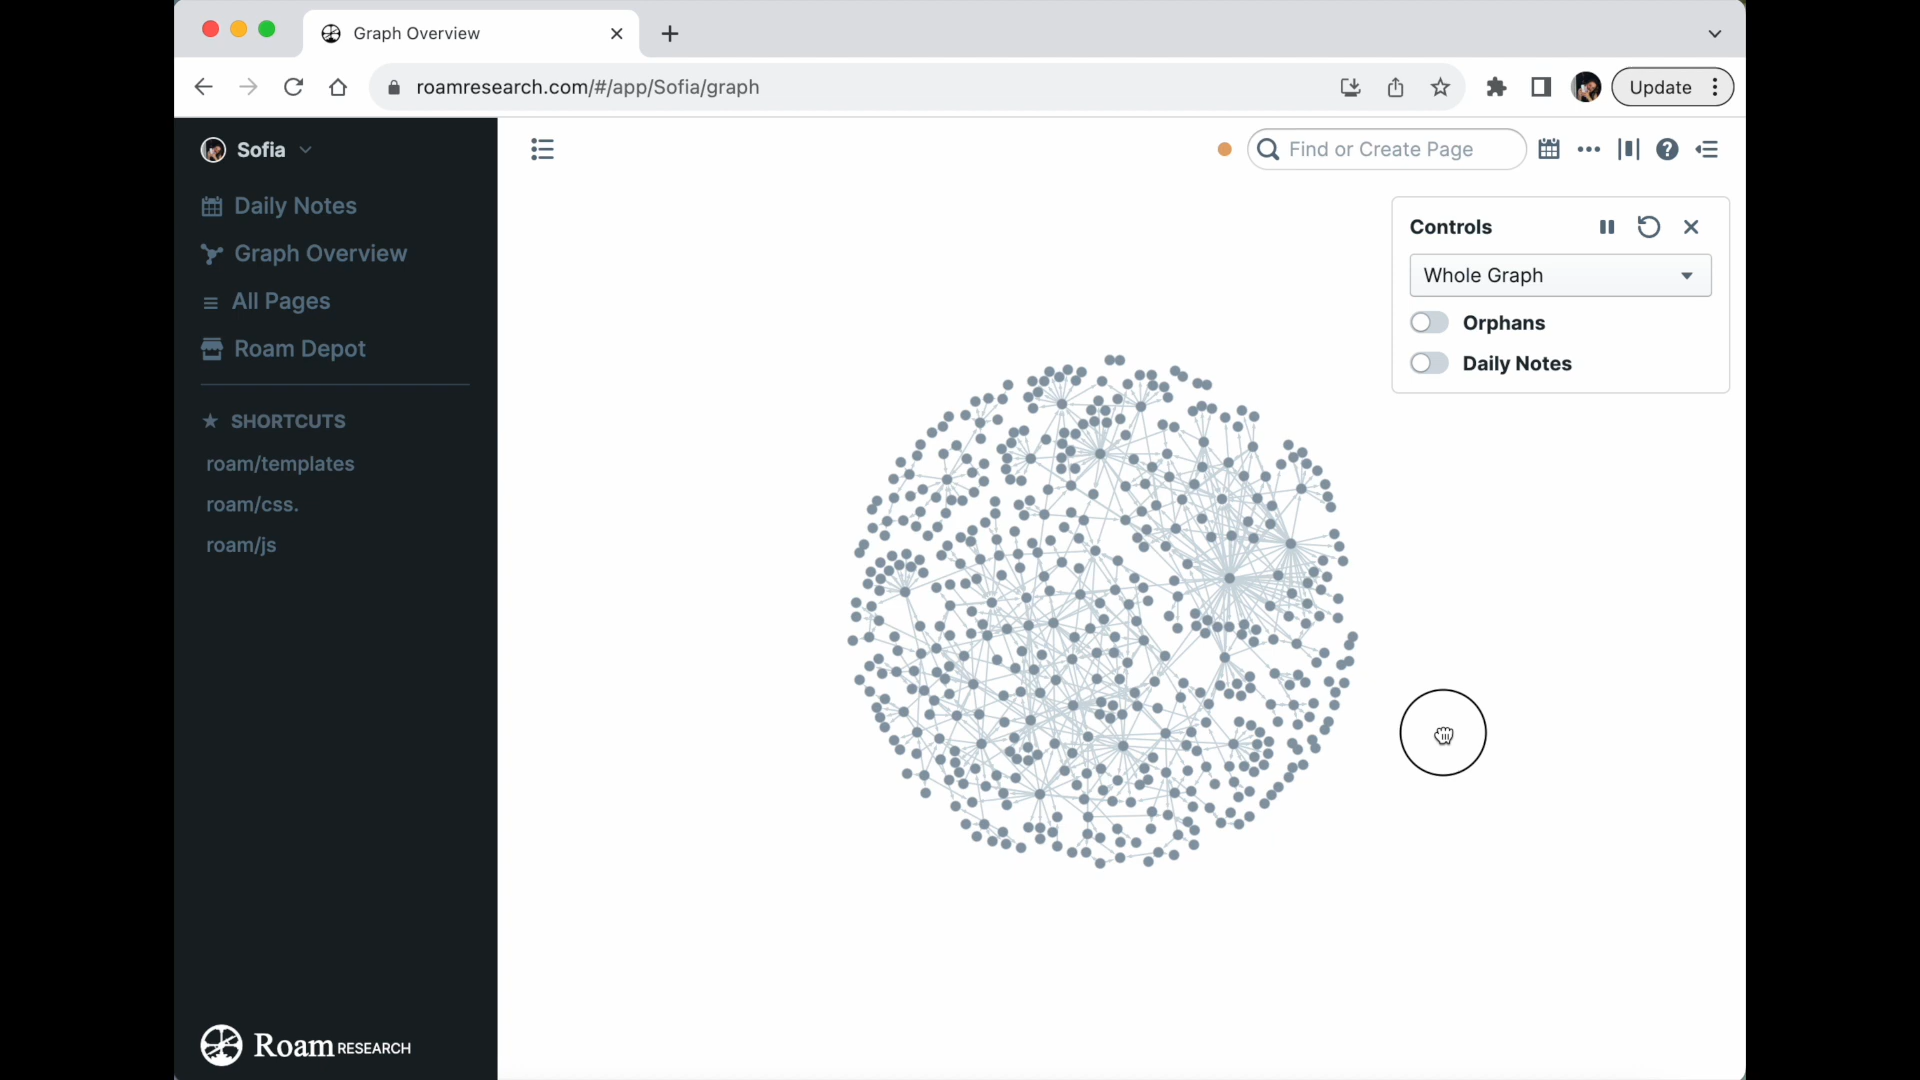 Graph Overview
roamresearch.com/#/app/Sofia/graph
Update
Sofia
Find or Create Page
Daily Notes
Graph Overview
All Pages
Roam Depot
SHORTCUTS
roam/templates
roam/css.
roam/js
Controls
Whole Graph
Orphans
Daily Notes
Roam RESEARCH